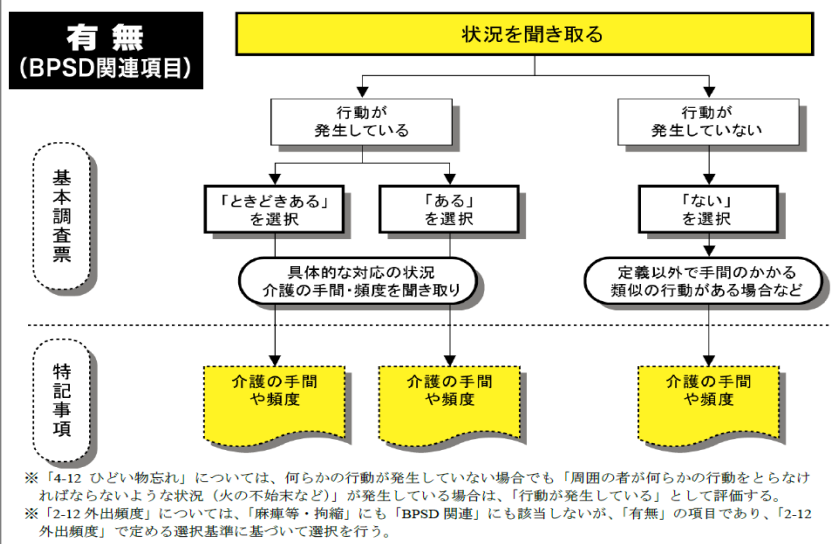 有無
（BPSD関連項目）
状況を聞き取る
行動が
発生している
行動が
発生していない
基本調査票
「ときどきある」
を選択
「ある」
を選択
「ない」
を選択
具体的な対応の状況
介護の手間・頻度を聞き取り
定義以外で手間のかかる
類似の行動がある場合など
特記事項
介護の手間
や頻度
介護の手間
や頻度
介護の手間
や頻度
※「4-12 ひどい物忘れ」については、何らかの行動が発生していない場合でも「周囲の者が何らかの行動をとらなけ
ればならないような状況（火の不始末など）」が発生している場合は、「行動が発生している」として評価する。
※「2-12 外出頻度」については、「麻痺等・拘縮」にも「BPSD 関連」にも該当しないが、「有無」の項目であり、「2-12
外出頻度」で定める選択基準に基づいて選択を行う。